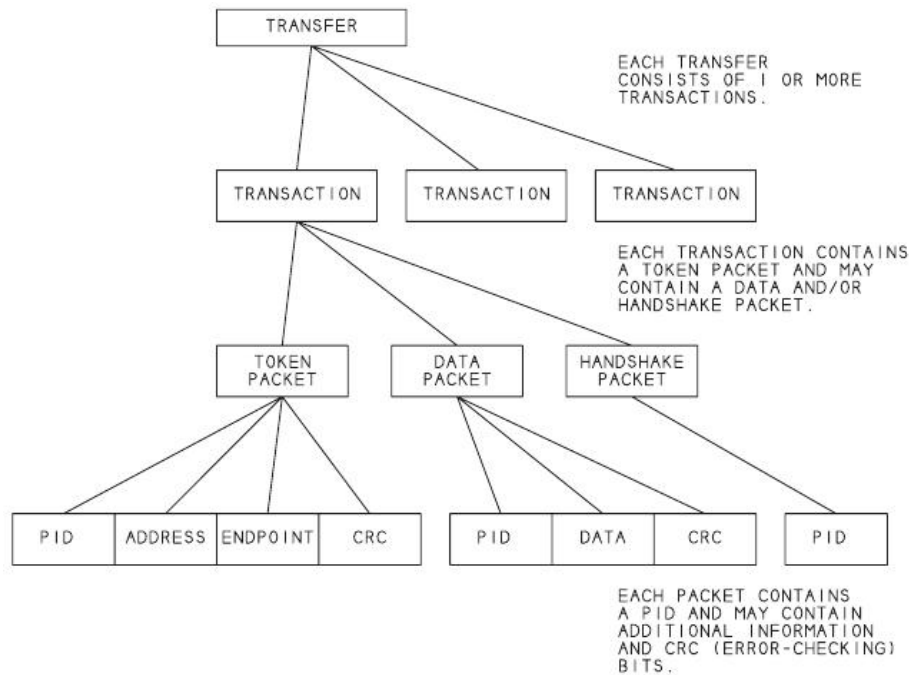 TRANSFER
EACH TRANSFER
CONSISTS OF 1 OR MORE
TRANSACTIONS.
TRANSACTION
TRANSACTION
TRANSACTION
EACH TRANSACTION CONTAINS
A TOKEN PACKET AND MAY
CONTAIN A DATA AND/OR
HANDSHAKE PACKET.
TOKEN
PACKET
DATA
PACKET
HANDSHAKE
PACKET
PID
ADDRESS
ENDPOINT
CRC
PID
DATA
CRC
PID
EACH PACKET CONTAINS
A PID AND MAY CONTAIN
ADDITIONAL INFORMATION
AND CRC (ERROR-CHECKING)
BITS.